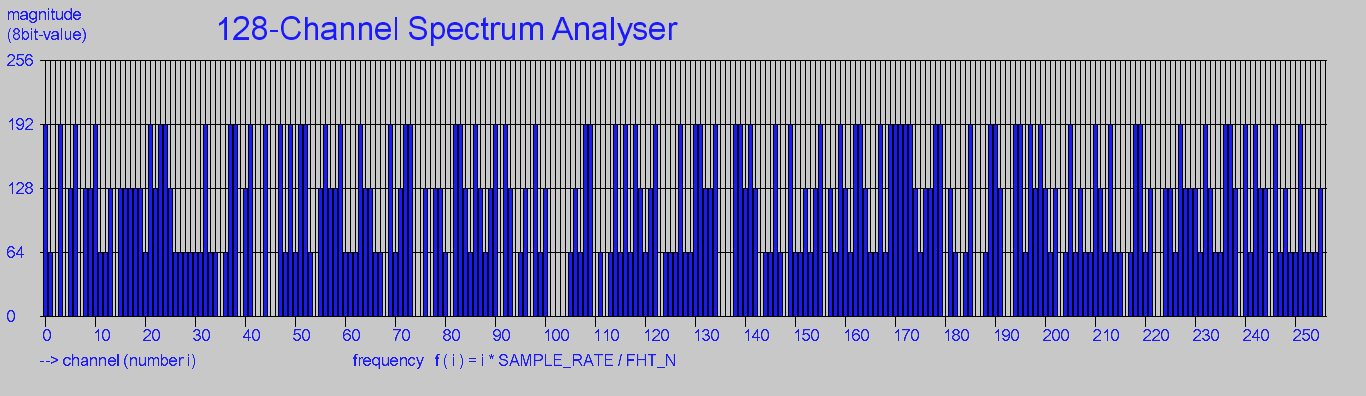 magnitude
(8bit-value)
128-Channel Spectrum Analyser
256
192
128
64
0
0 10 20 30 40 50 60 70 80 90 100 110 120 130 140 150 160 170 180 190 200 210 220 230 240 250
--> channel (number i) frequency f ( i ) = i * SAMPLE_RATE / FHT_N